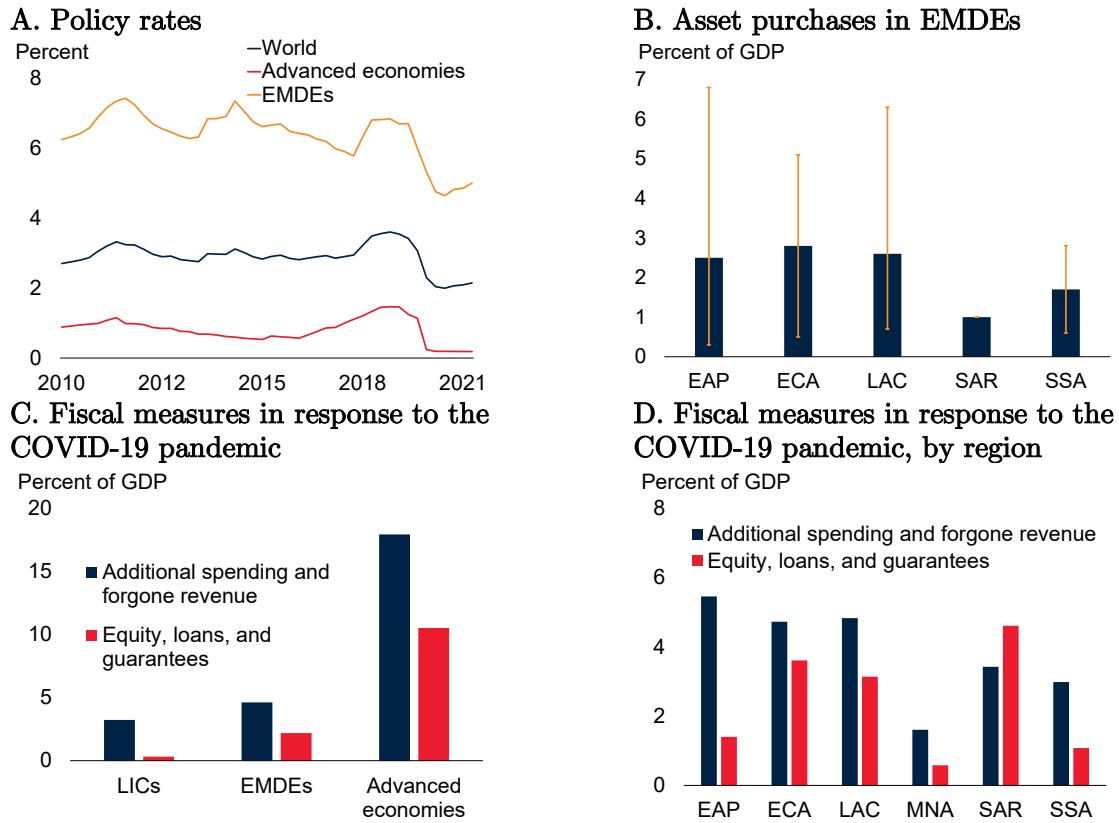 A. Policy rates
Percent
World
Advanced economies
EMDEs
8
6
4
2
0
2010 2012 2015 2018 2021
B. Asset purchases in EMDEs
Percent of GDP
7
6
5
4
3
2
1
0
EAP ECA LAC SAR SSA
C. Fiscal measures in response to the
COVID-19 pandemic
Percent of GDP
20
15
10
5
0
Additional spending and
forgone revenue
Equity, loans, and
guarantees
LICs EMDEs Advanced
economies
D. Fiscal measures in response to the
COVID-19 pandemic, by region
Percent of GDP
8
6
4
2
0
Additional spending and forgone revenue
Equity, loans, and guarantees
EAP ECA LAC MNA SAR SSA